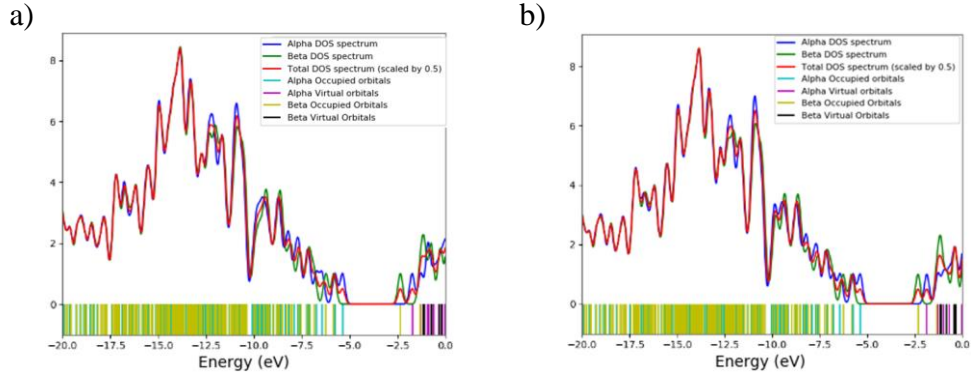 a)
Alpha DOS spectrum
Beta DOS spectrum
Total DOS spectrum (scaled by 0.5)
Alpha Occupied orbitals
Alpha Virtual orbitals
Beta Occupied Orbitals
Beta Virtual Orbitals
8
6
4
2
0
-20.0 -17.5 -15.0 -12.5 -10.0 -7.5 -5.0 -2.5 0.0
Energy (eV)
b)
Alpha DOS spectrum
Beta DOS spectrum
Total DOS spectrum (scaled by 0.5)
Alpha Occupied orbitals
Alpha Virtual orbitals
Beta Occupied Orbitals
Beta Virtual Orbitals
8
6
4
2
0
-20.0 -17.5 -15.0 -12.5 -10.0 -7.5 -5.0 -2.5 0.0
Energy (eV)